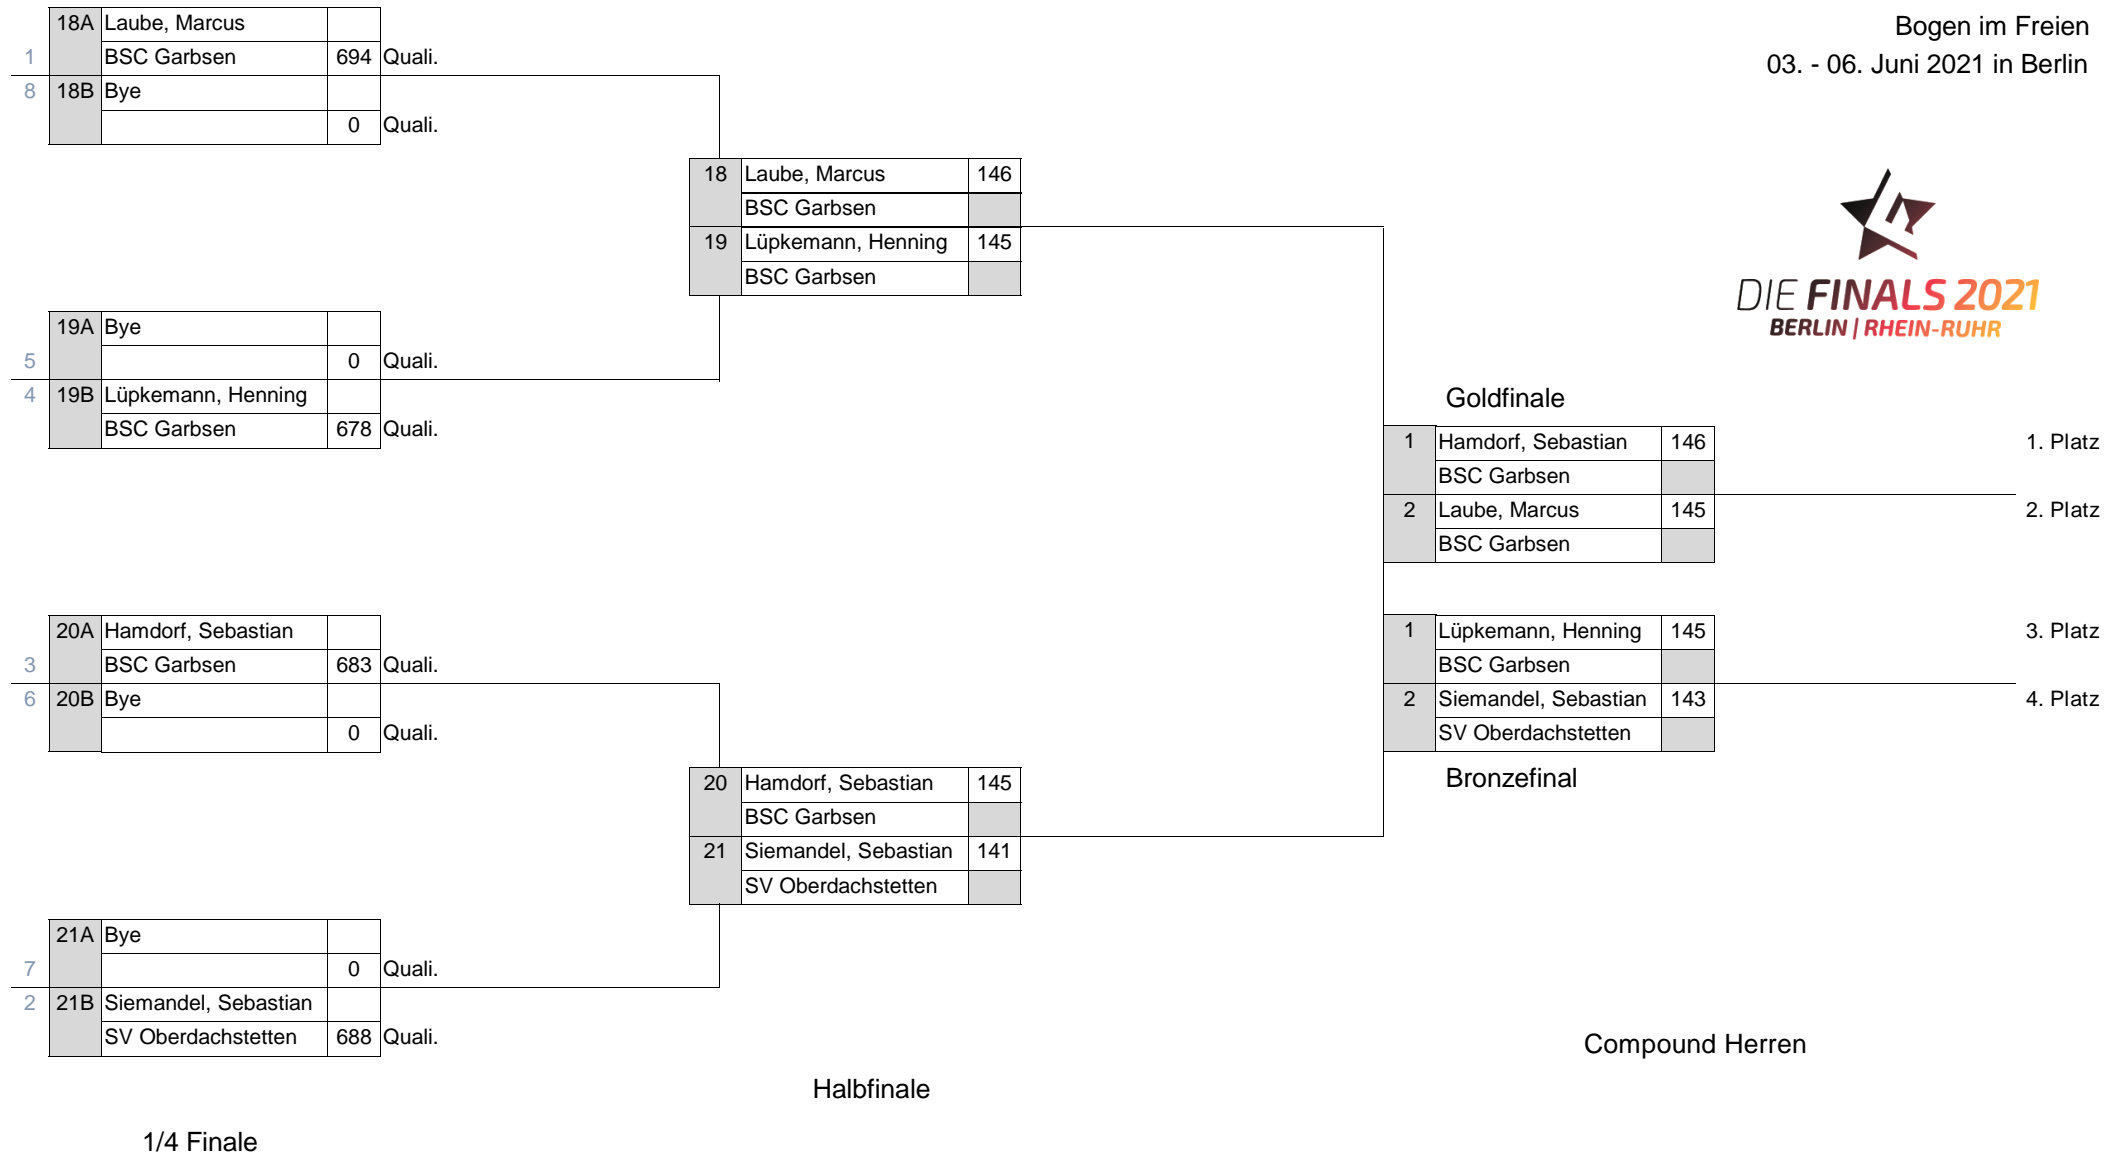 18A Laube, Marcus
1 BSC Garbsen 694 Quali.
8 18B Bye
0 Quali.
Bogen im Freien
03. - 06. Juni 2021 in Berlin
18 Laube, Marcus 146
BSC Garbsen
19 Lüpkemann, Henning 145
BSC Garbsen
DIE FINALS 2021
BERLIN | RHEIN-RUHR
19A Bye
5 0 Quali.
4 19B Lüpkemann, Henning
BSC Garbsen 678 Quali.
Goldfinale
1 Hamdorf, Sebastian 146 1. Platz
BSC Garbsen
2 Laube, Marcus 145 2. Platz
BSC Garbsen
20A Hamdorf, Sebastian
3 BSC Garbsen 683 Quali.
6 20B Bye
0 Quali.
1 Lüpkemann, Henning 145 3. Platz
BSC Garbsen
2 Siemandel, Sebastian 143 4. Platz
SV Oberdachstetten
Bronzefinal
20 Hamdorf, Sebastian 145
BSC Garbsen
21 Siemandel, Sebastian 141
SV Oberdachstetten
21A Bye
7 0 Quali.
2 21B Siemandel, Sebastian
SV Oberdachstetten 688 Quali.
Compound Herren
Halbfinale
1/4 Finale